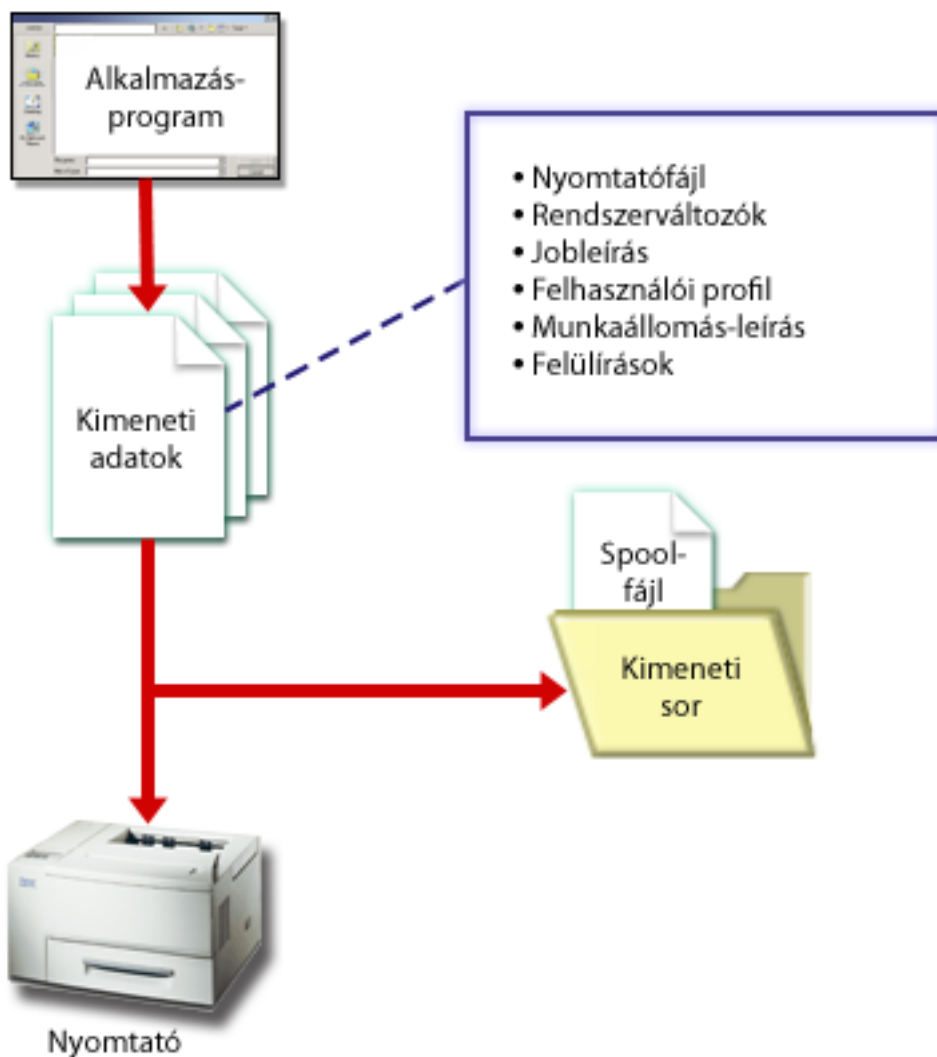 Alkalmazás-
program
• Nyomtatófájl
• Rendszerváltozók
• Jobleírás
• Felhasználói profil
• Munkaállomás-leírás
• Felülírások
Kimeneti
adatok
Spool-
fájl
Kimeneti
sor
Nyomtató